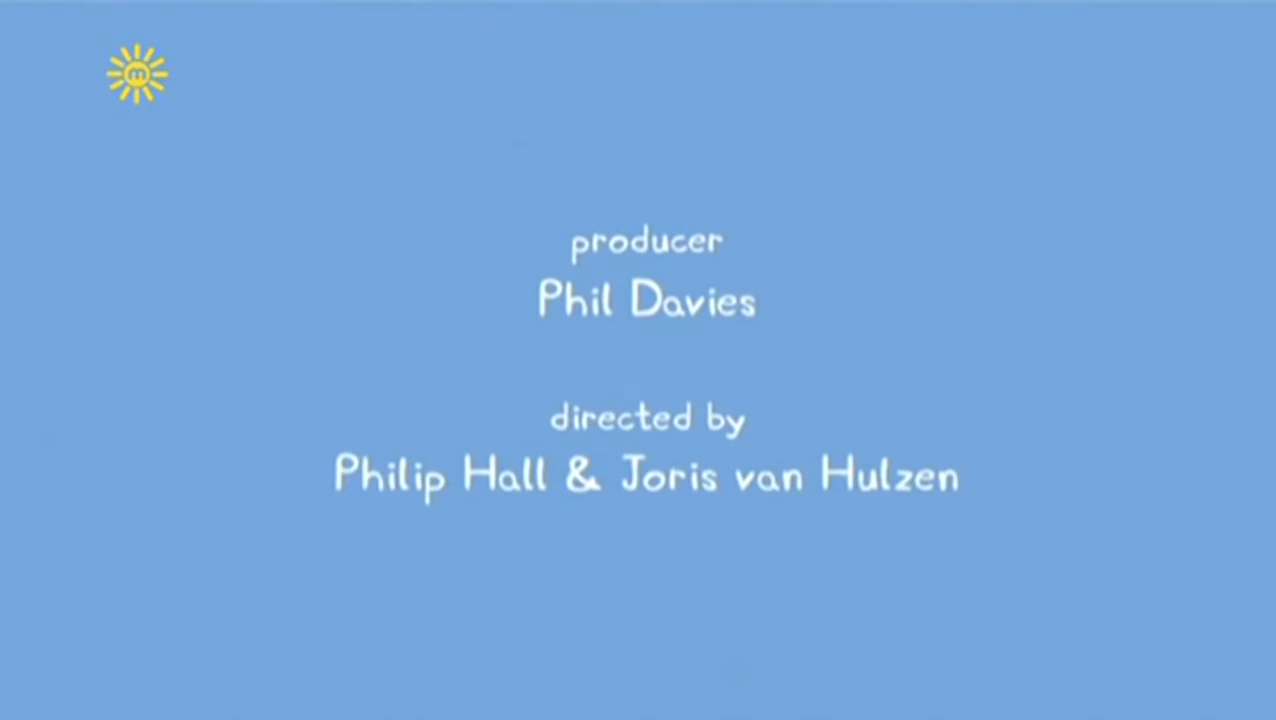 m
producer
Phil Davies
directed by
Philip Hall & Joris van Hulzen